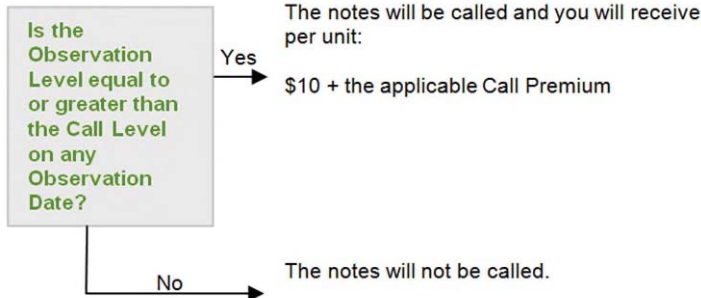 Is the
Observation
Level equal to
or greater than
the Call Level
on any
Observation
Date?
Yes
The notes will be called and you will receive
per unit:
$10 + the applicable Call Premium
No
The notes will not be called.